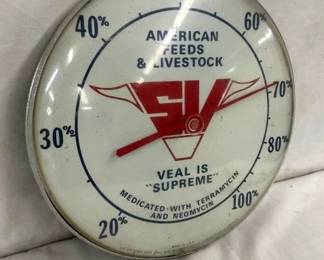 AMERICAN
FEEDS
& LIVESTOCK
40%
60%
30%
70%
20%
80%
100%
SV
VEAL IS
"SUPREME"
MEDICATED-WITH TERRAMYCIN
AND NEOMYCIN